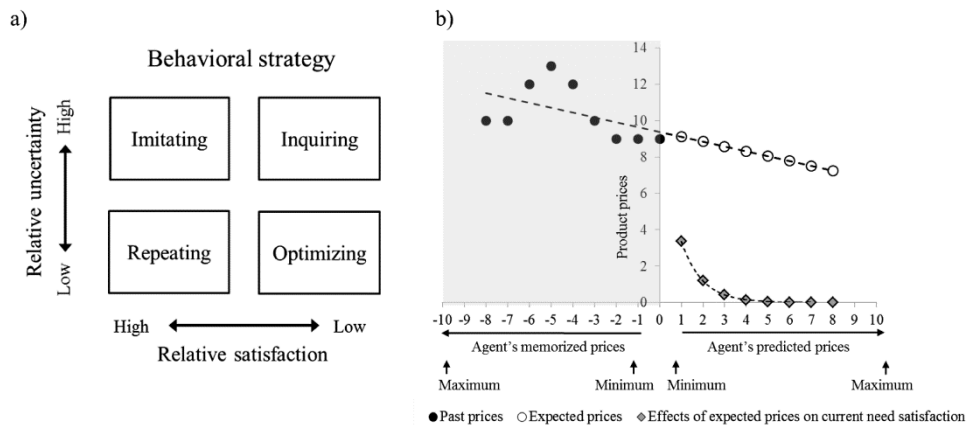 a)
Behavioral strategy
Relative uncertainty
High
Low
Imitating
Inquiring
Repeating
Optimizing
High
Low
Relative satisfaction
b)
Product prices
14
12
10
8
6
4
2
0
-10 -9 -8 -7 -6 -5 -4 -3 -2 -1 0 1 2 3 4 5 6 7 8 9 10
Agent's memorized prices
Agent's predicted prices
Maximum
Minimum
Minimum
Maximum
Past prices
Expected prices
Effects of expected prices on current need satisfaction